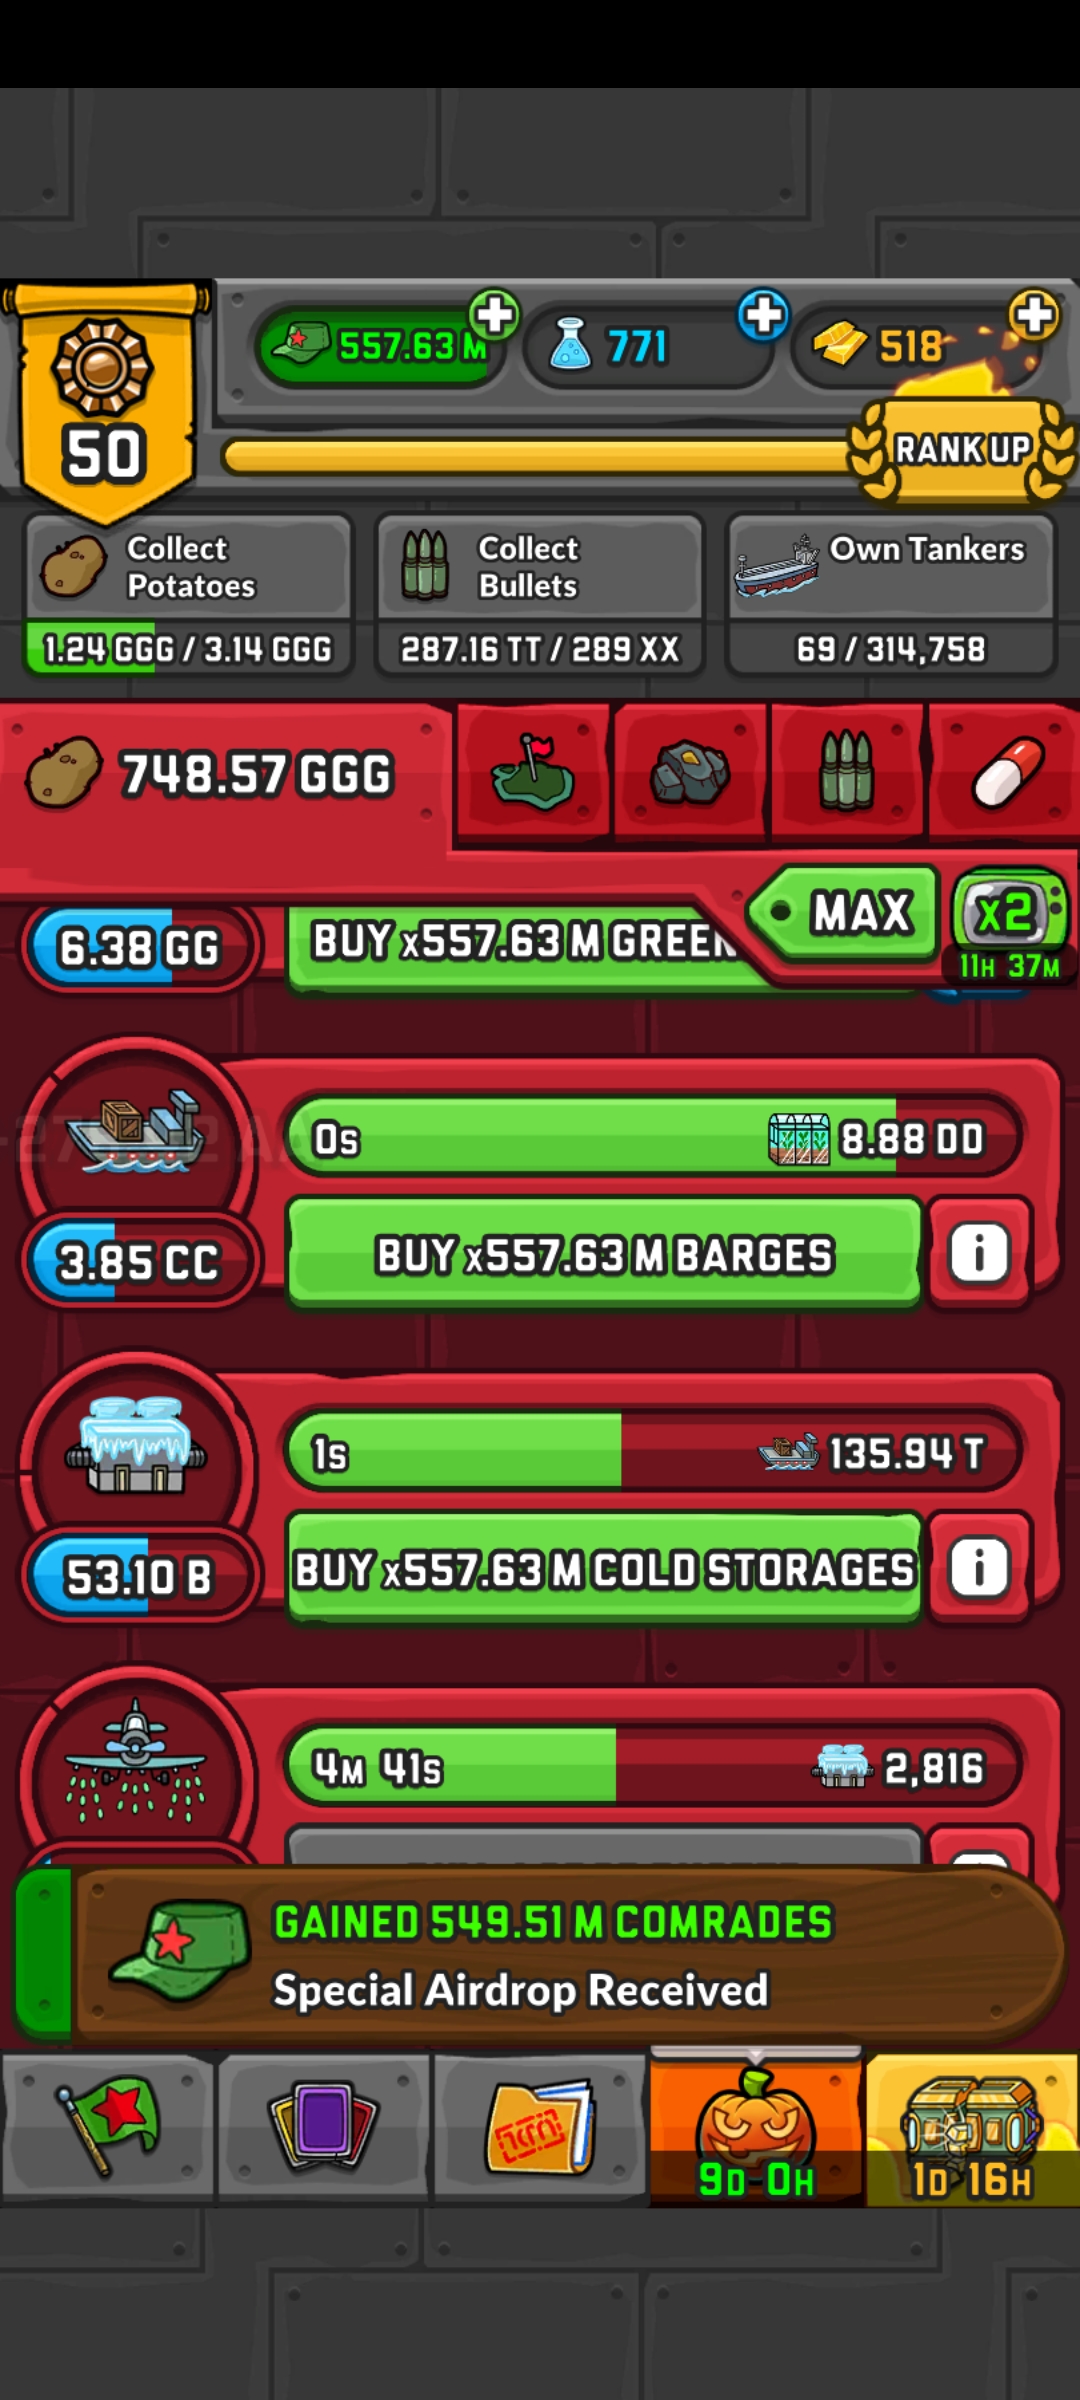 557.63 M
771
518
50
RANK UP
Collect
Potatoes
Collect
Bullets
Own Tankers
1.24 GGG / 3.14 GGG
287.16 TT / 289 XX
69 / 314,758
748.57 GGG
MAX
x2
11H 37M
6.38 GG
BUY x557.63 M GREEN
0s
8.88 DD
3.85 CC
BUY x557.63 M BARGES
i
1s
135.94 T
53.10 B
BUY x557.63 M COLD STORAGES
i
4M 41s
2,816
GAINED 549.51 M COMRADES
Special Airdrop Received
9D 0H
1D 16H